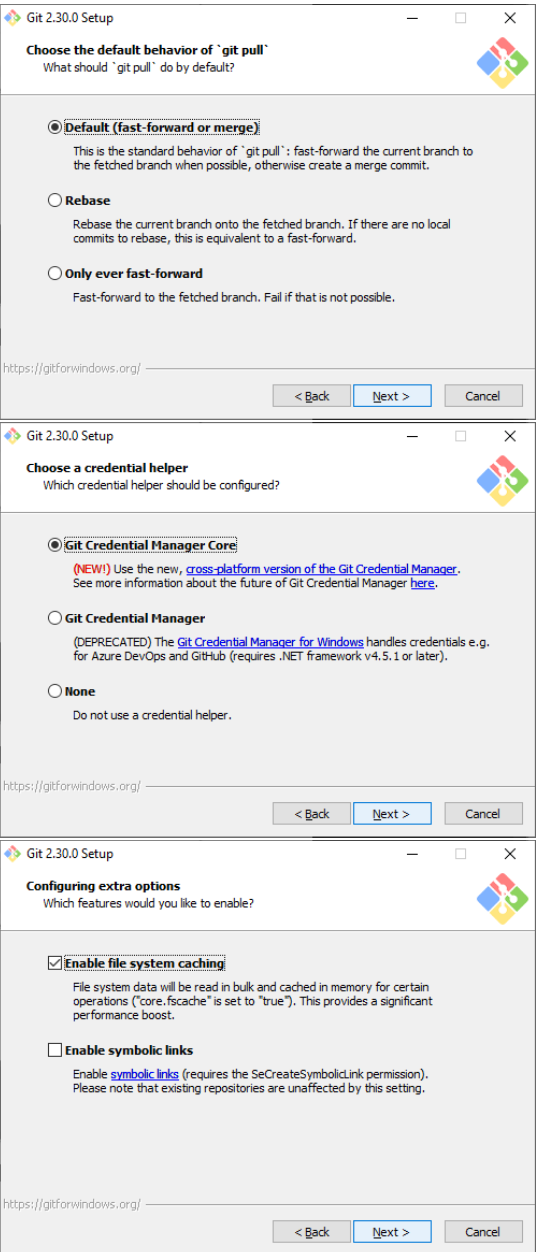 Git 2.30.0 Setup
Choose the default behavior of `git pull`
What should `git pull` do by default?
Default (fast-forward or merge)
This is the standard behavior of `git pull`: fast-forward the current branch to
the fetched branch when possible, otherwise create a merge commit.
Rebase
Rebase the current branch onto the fetched branch. If there are no local
commits to rebase, this is equivalent to a fast-forward.
Only ever fast-forward
Fast-forward to the fetched branch. Fail if that is not possible.
https://gitforwindows.org/
< Back Next > Cancel
Git 2.30.0 Setup
Choose a credential helper
Which credential helper should be configured?
Git Credential Manager Core
(NEW!) Use the new, cross-platform version of the Git Credential Manager.
See more information about the future of Git Credential Manager here.
Git Credential Manager
(DEPRECATED) The Git Credential Manager for Windows handles credentials e.g.
for Azure DevOps and GitHub (requires .NET framework v4.5.1 or later).
None
Do not use a credential helper.
https://gitforwindows.org/
< Back Next > Cancel
Git 2.30.0 Setup
Configuring extra options
Which features would you like to enable?
Enable file system caching
File system data will be read in bulk and cached in memory for certain
operations ("core.fscache" is set to "true"). This provides a significant
performance boost.
Enable symbolic links
Enable symbolic links (requires the SeCreateSymbolicLink permission).
Please note that existing repositories are unaffected by this setting.
https://gitforwindows.org/
< Back Next > Cancel